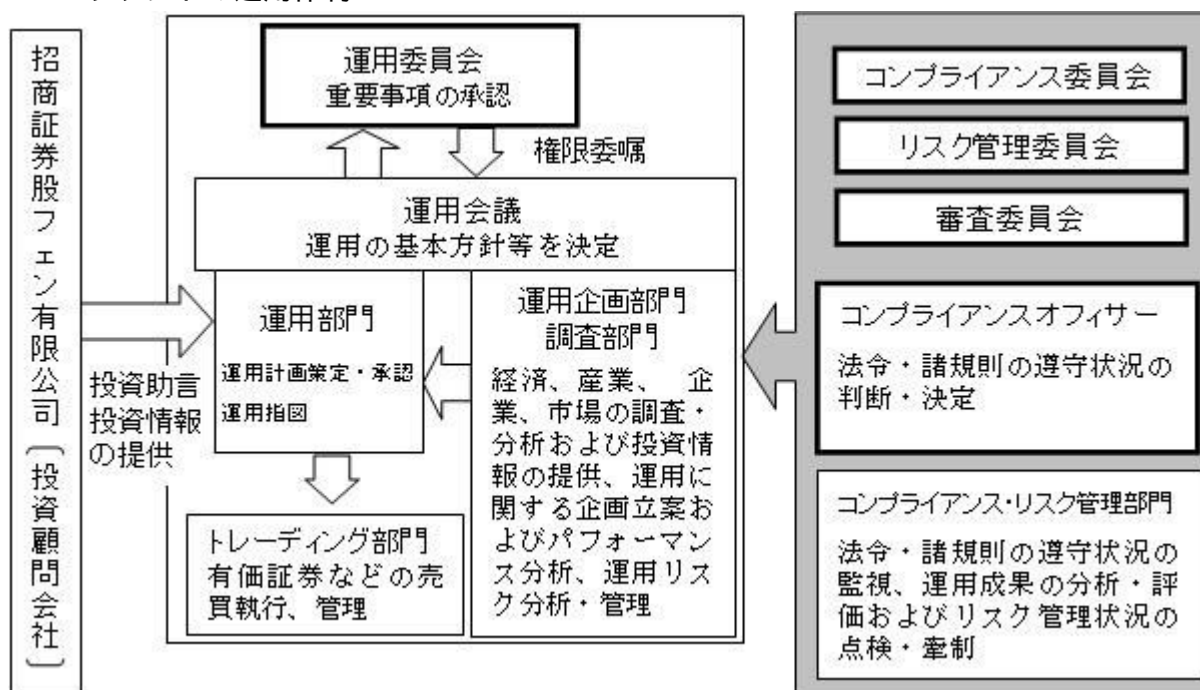 招商証券股フェン有限公司〔投資顧問会社〕
運用委員会
重要事項の承認
権限委嘱
運用会議
運用の基本方針等を決定
運用部門
運用計画策定・承認
運用指図
投資助言
投資情報
の提供
運用企画部門
調査部門
経済、産業、 企
業、市場の調査・
分析および投資情
報の提供、運用に
関する企画立案お
よびパフォーマン
ス分析、運用リス
ク分析・管理
トレーディング部門
有価証券などの売
買執行、管理
コンプライアンス委員会
リスク管理委員会
審査委員会
コンプライアンスオフィサー
法令・諸規則の遵守状況の
判断・決定
コンプライアンス・リスク管理部門
法令・諸規則の遵守状況の
監視、運用成果の分析・評
価およびリスク管理状況の
点検・牽制